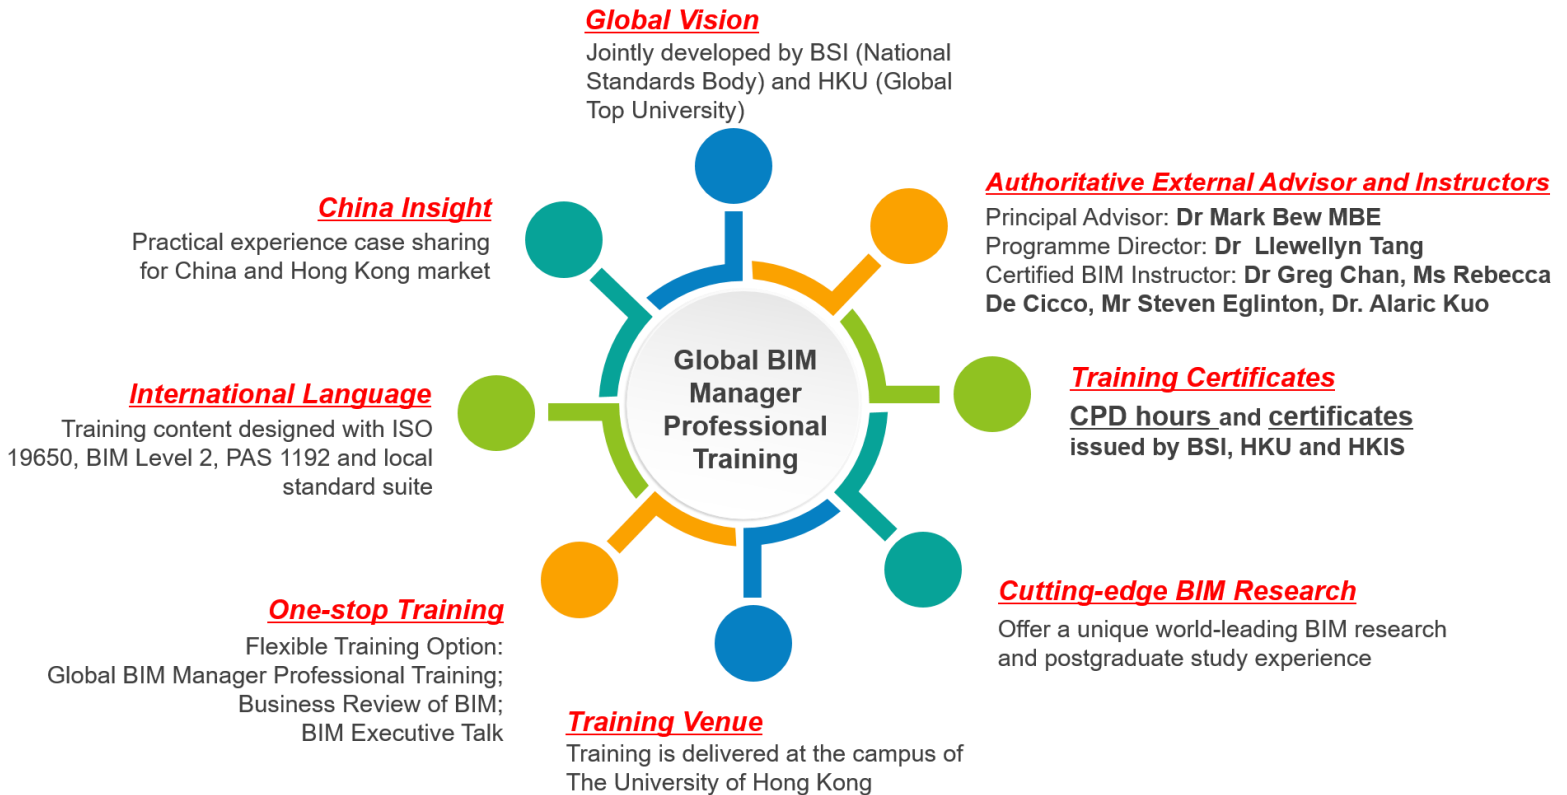 Global Vision
Jointly developed by BSI (National
Standards Body) and HKU (Global
Top University)
Authoritative External Advisor and Instructors
Principal Advisor: Dr Mark Bew MBE
Programme Director: Dr  Llewellyn Tang
Certified BIM Instructor: Dr Greg Chan, Ms Rebecca
De Cicco, Mr Steven Eglinton, Dr. Alaric Kuo
Training Certificates
CPD hours and certificates
issued by BSI, HKU and HKIS
Cutting-edge BIM Research
Offer a unique world-leading BIM research
and postgraduate study experience
Training Venue
Training is delivered at the campus of
The University of Hong Kong
One-stop Training
Flexible Training Option:
Global BIM Manager Professional Training;
Business Review of BIM;
BIM Executive Talk
International Language
Training content designed with ISO
19650, BIM Level 2, PAS 1192 and local
standard suite
China Insight
Practical experience case sharing
for China and Hong Kong market
Global BIM
Manager
Professional
Training